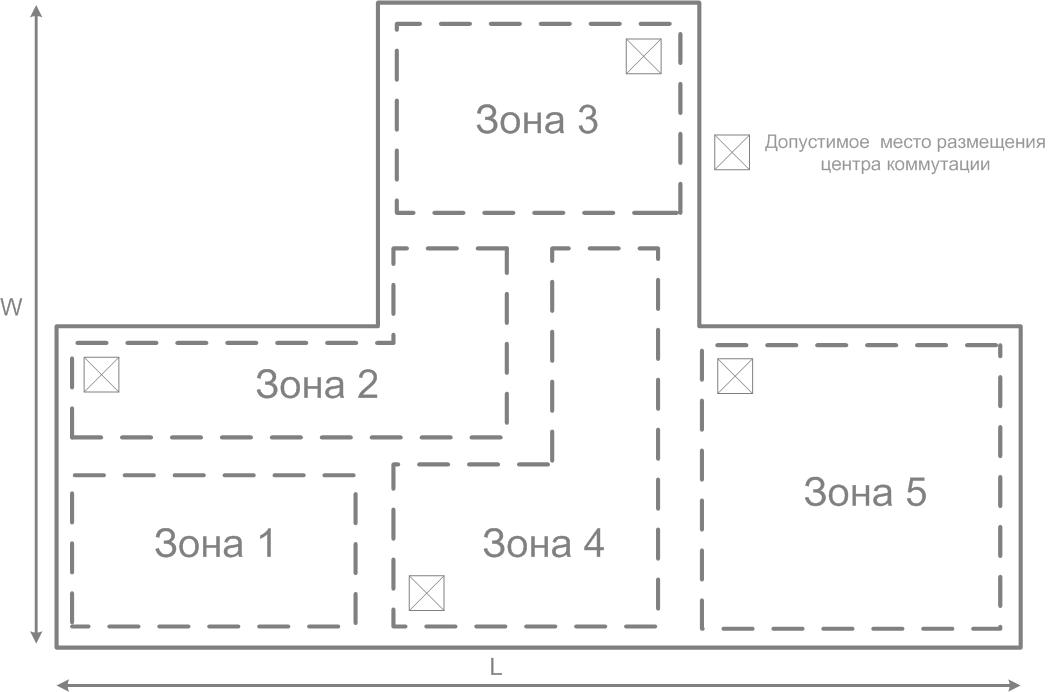 Зона 3
Допустимое место размещения
центра коммутации
W
Зона 2
Зона 5
Зона 1
Зона 4
L